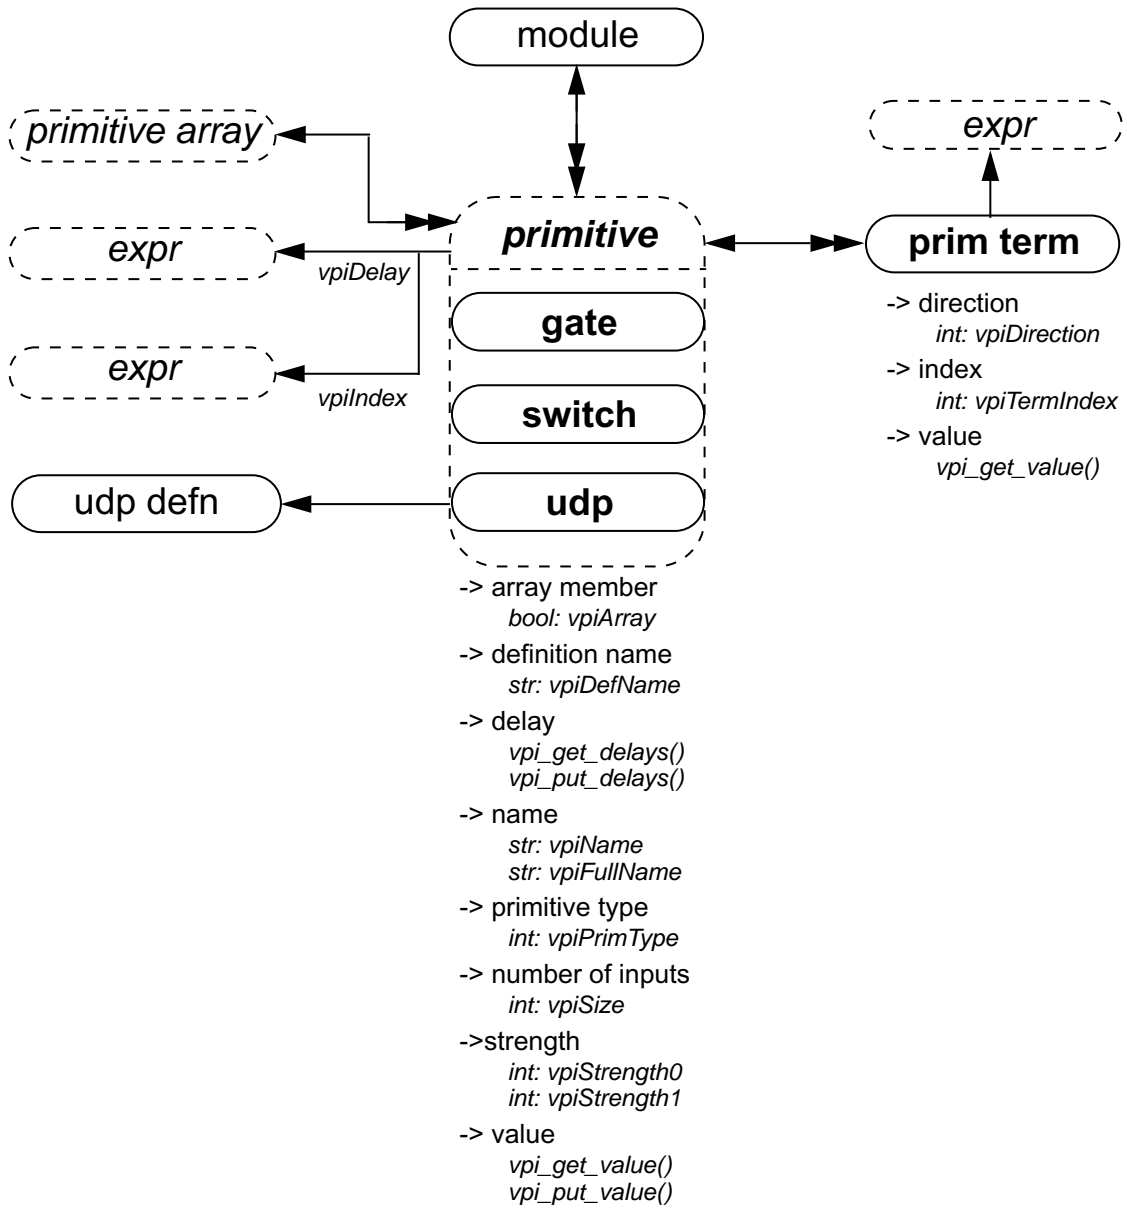 module
primitive array
expr
primitive
expr
vpiDelay
prim term
gate
-> direction
int: vpiDirection
expr
vpiIndex
-> index
int: vpiTermIndex
switch
-> value
vpi_get_value()
udp defn
udp
-> array member
bool: vpiArray
-> definition name
str: vpiDefName
-> delay
vpi_get_delays()
vpi_put_delays()
-> name
str: vpiName
str: vpiFullName
-> primitive type
int: vpiPrimType
-> number of inputs
int: vpiSize
->strength
int: vpiStrength0
int: vpiStrength1
-> value
vpi_get_value()
vpi_put_value()